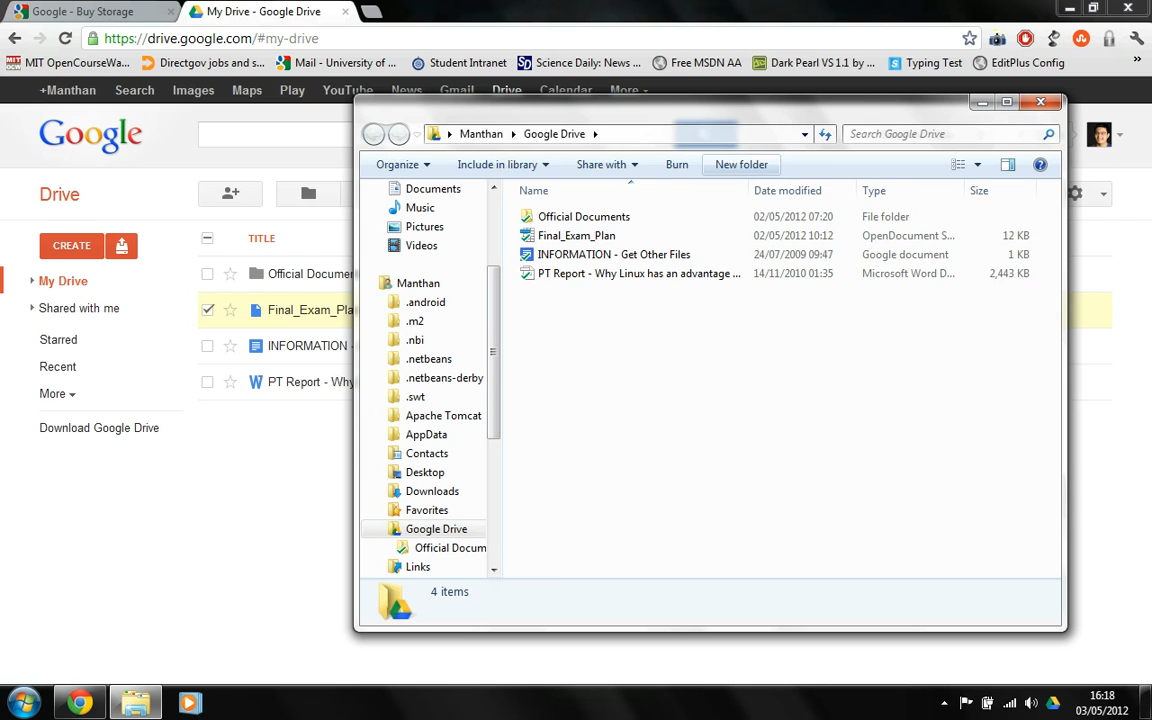 Google - Buy Storage
My Drive - Google Drive
https://drive.google.com/#my-drive
MIT OpenCourseWa...
Directgov jobs and s...
Mail - University of ...
Student Intranet
Science Daily: News ...
Free MSDN AA
Dark Pearl VS 1.1 by ...
Typing Test
EditPlus Config
+Manthan Search Images Maps Play YouTube News Gmail Drive Calendar More
Google
Manthan Google Drive
Search Google Drive
Organize Include in library Share with Burn New folder
Drive
CREATE
My Drive
Shared with me
Starred
Recent
More
Download Google Drive
TITLE
Official Documen
Final_Exam_Pla
INFORMATION -
PT Report - Why
Documents
Music
Pictures
Videos
Manthan
.android
.m2
.nbi
.netbeans
.netbeans-derby
.swt
Apache Tomcat
AppData
Contacts
Desktop
Downloads
Favorites
Google Drive
Official Docum
Links
Name Date modified Type Size
Official Documents 02/05/2012 07:20 File folder
Final_Exam_Plan 02/05/2012 10:12 OpenDocument S... 12 KB
INFORMATION - Get Other Files 24/07/2009 09:47 Google document 1 KB
PT Report - Why Linux has an advantage ... 14/11/2010 01:35 Microsoft Word D... 2,443 KB
4 items
16:18
03/05/2012